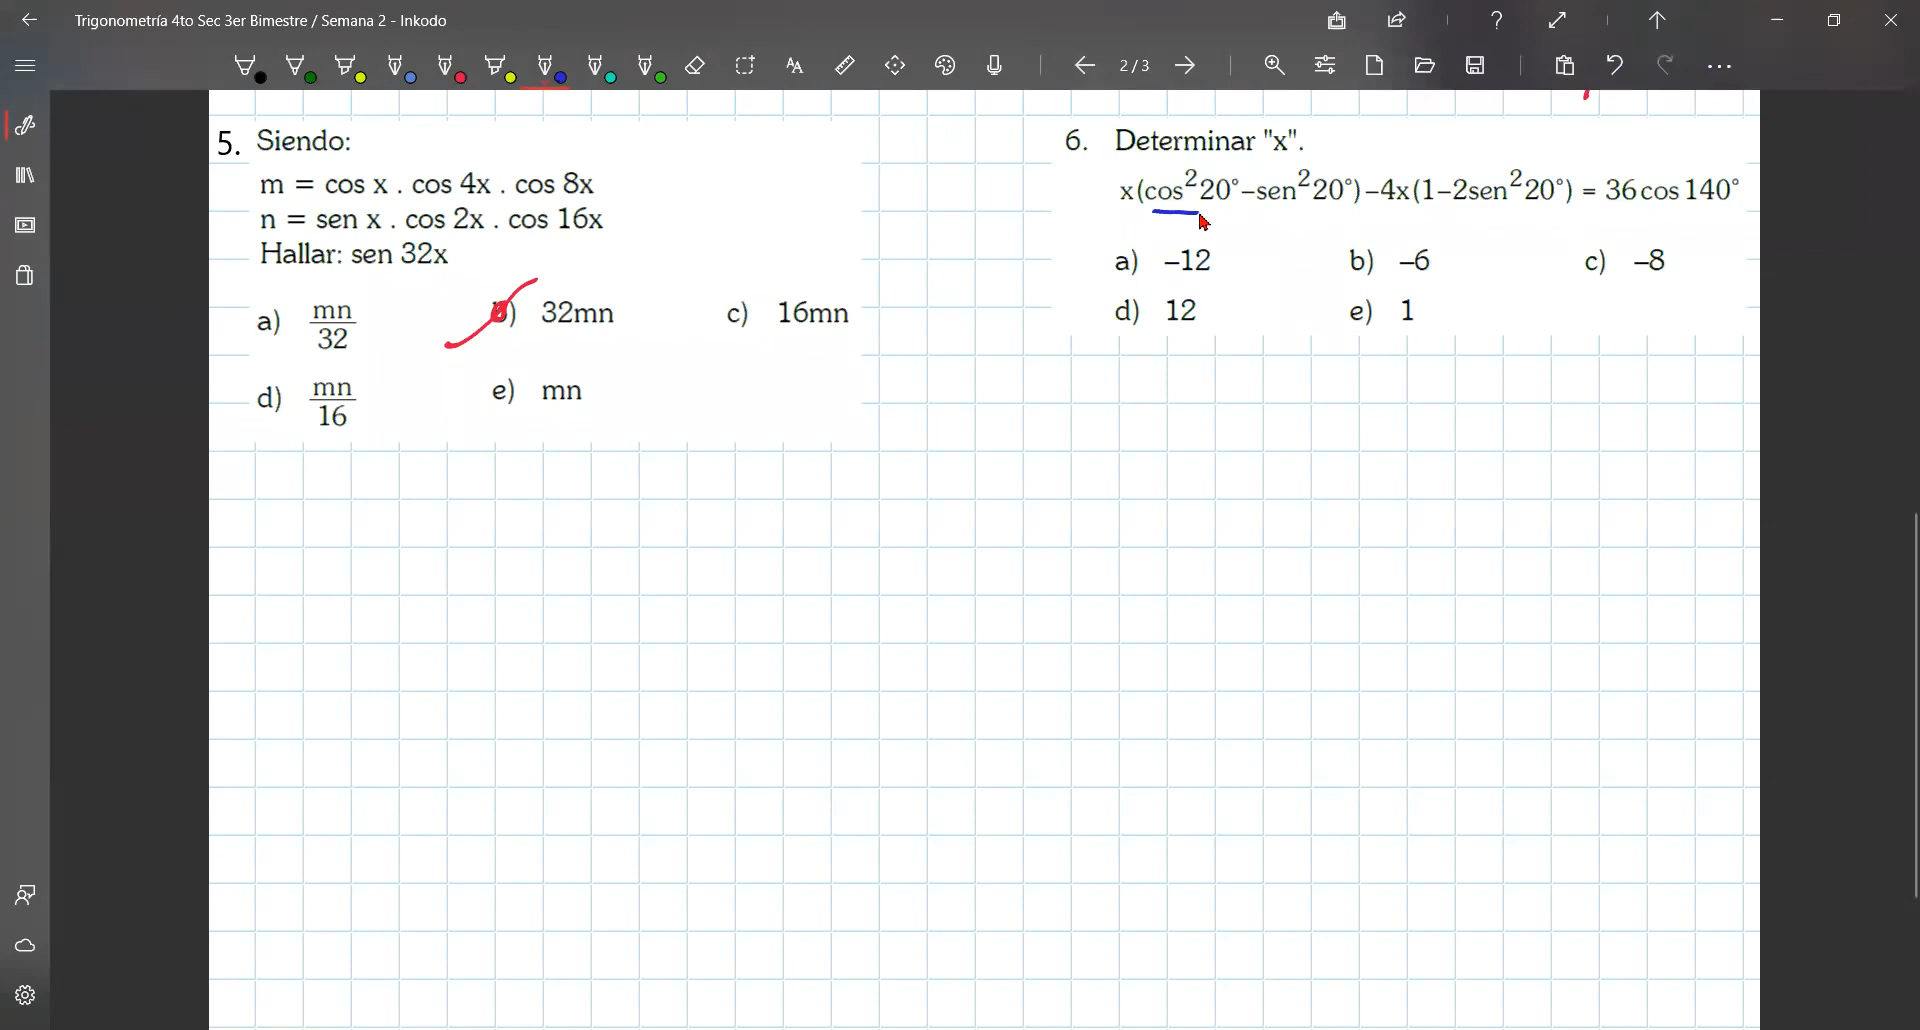 Trigonometría 4to Sec 3er Bimestre / Semana 2 - Inkodo
2 / 3
5. Siendo:
m = cos x . cos 4x . cos 8x
n = sen x . cos 2x . cos 16x
Hallar: sen 32x
a) mn/32
b) 32mn
c) 16mn
d) mn/16
e) mn
6. Determinar "x".
x(cos²20°-sen²20°)-4x(1-2sen²20°) = 36 cos 140°
a) -12
b) -6
c) -8
d) 12
e) 1